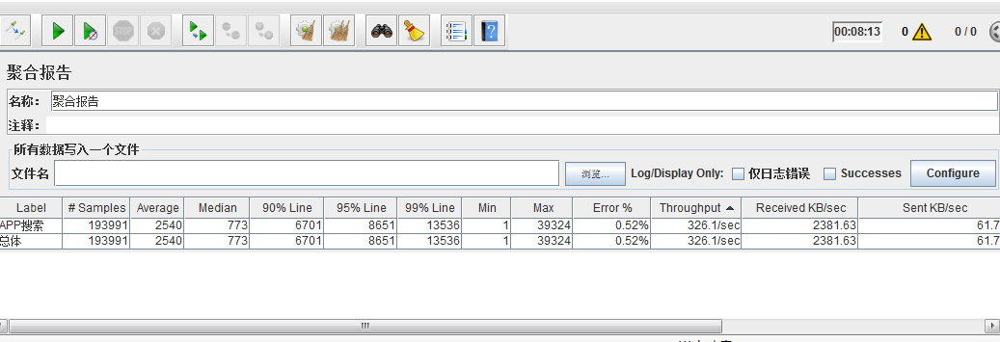 STOP
00:08:13 0 0 / 0
聚合报告
名称： 聚合报告
注释：
所有数据写入一个文件
文件名 浏览... Log/Display Only: 仅日志错误 Successes Configure
Label # Samples Average Median 90% Line 95% Line 99% Line Min Max Error % Throughput Received KB/sec Sent KB/sec
APP搜索 193991 2540 773 6701 8651 13536 1 39324 0.52% 326.1/sec 2381.63 61.7
总体 193991 2540 773 6701 8651 13536 1 39324 0.52% 326.1/sec 2381.63 61.7